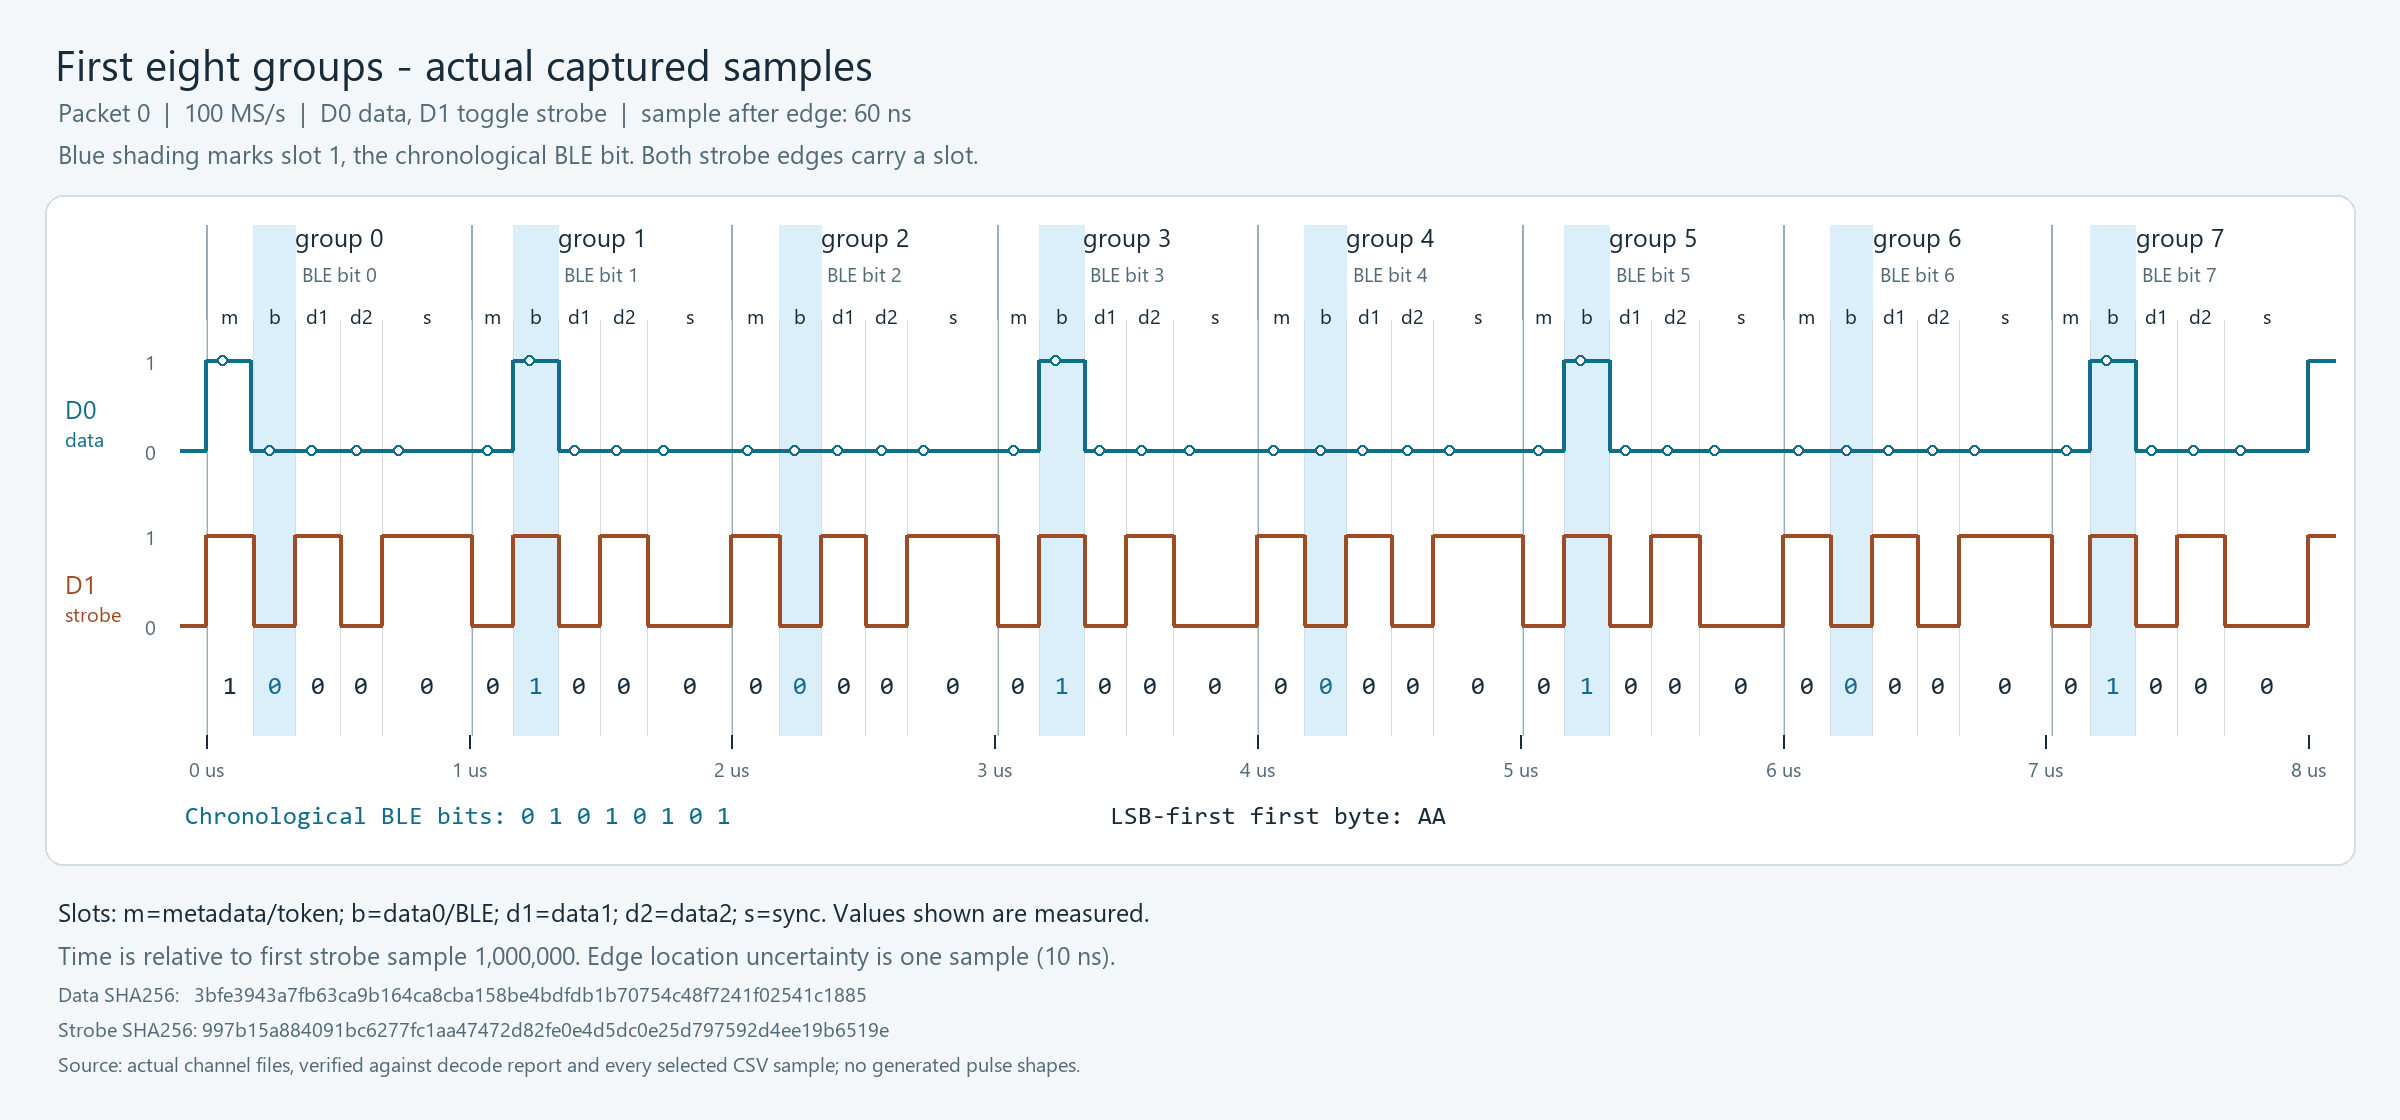 First eight groups - actual captured samples
Packet 0 | 100 MS/s | D0 data, D1 toggle strobe | sample after edge: 60 ns
Blue shading marks slot 1, the chronological BLE bit. Both strobe edges carry a slot.
group 0 group 1 group 2 group 3 group 4 group 5 group 6 group 7
BLE bit 0 BLE bit 1 BLE bit 2 BLE bit 3 BLE bit 4 BLE bit 5 BLE bit 6 BLE bit 7
m b d1 d2 s m b d1 d2 s m b d1 d2 s m b d1 d2 s m b d1 d2 s m b d1 d2 s m b d1 d2 s m b d1 d2 s
1
D0
data
0
1
D1
strobe
0
1 0 0 0 0 0 1 0 0 0 0 0 0 0 0 0 1 0 0 0 0 0 0 0 0 0 1 0 0 0 0 0 0 0 0 0 1 0 0 0
0 us 1 us 2 us 3 us 4 us 5 us 6 us 7 us 8 us
Chronological BLE bits: 0 1 0 1 0 1 0 1 LSB-first first byte: AA
Slots: m=metadata/token; b=data0/BLE; d1=data1; d2=data2; s=sync. Values shown are measured.
Time is relative to first strobe sample 1,000,000. Edge location uncertainty is one sample (10 ns).
Data SHA256: 3bfe3943a7fb63ca9b164ca8cba158be4bdfdb1b70754c48f7241f02541c1885
Strobe SHA256: 997b15a884091bc6277fc1aa47472d82fe0e4d5dc0e25d797592d4ee19b6519e
Source: actual channel files, verified against decode report and every selected CSV sample; no generated pulse shapes.